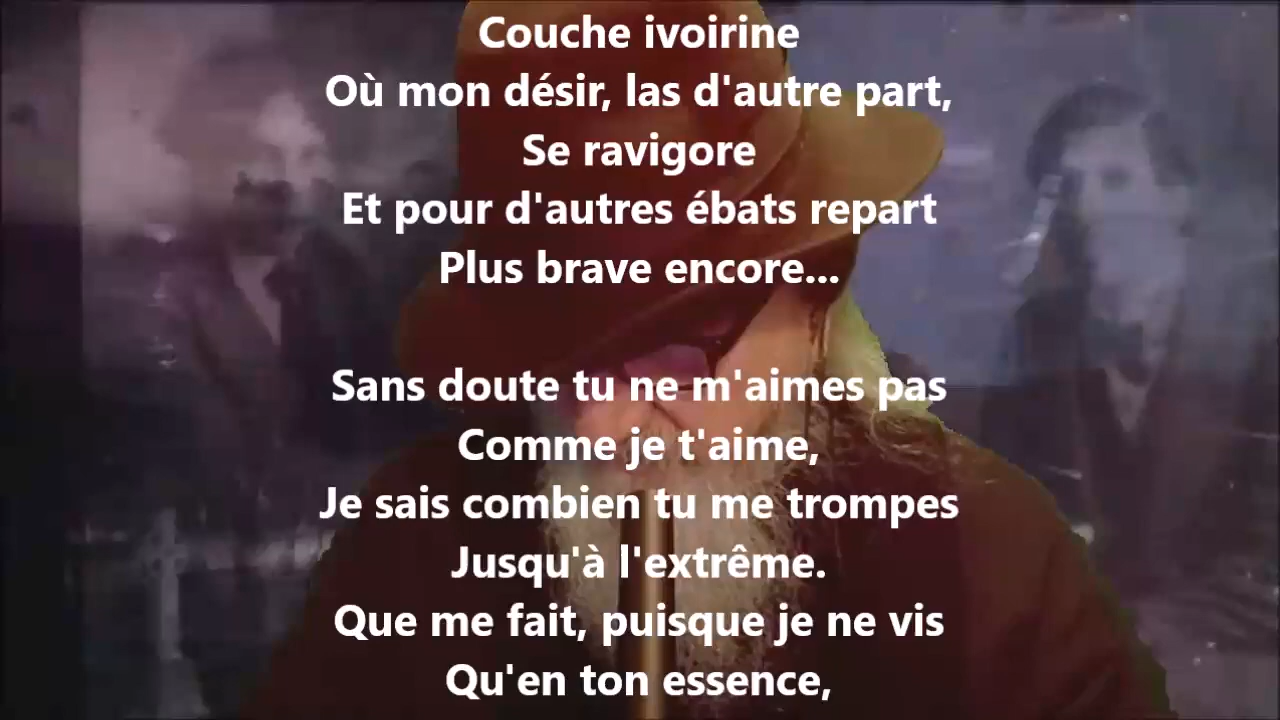 Couche ivoirine
Où mon désir, las d'autre part,
Se ravigore
Et pour d'autres ébats repart
Plus brave encore...
Sans doute tu ne m'aimes pas
Comme je t'aime,
Je sais combien tu me trompes
Jusqu'à l'extrême.
Que me fait, puisque je ne vis
Qu'en ton essence,